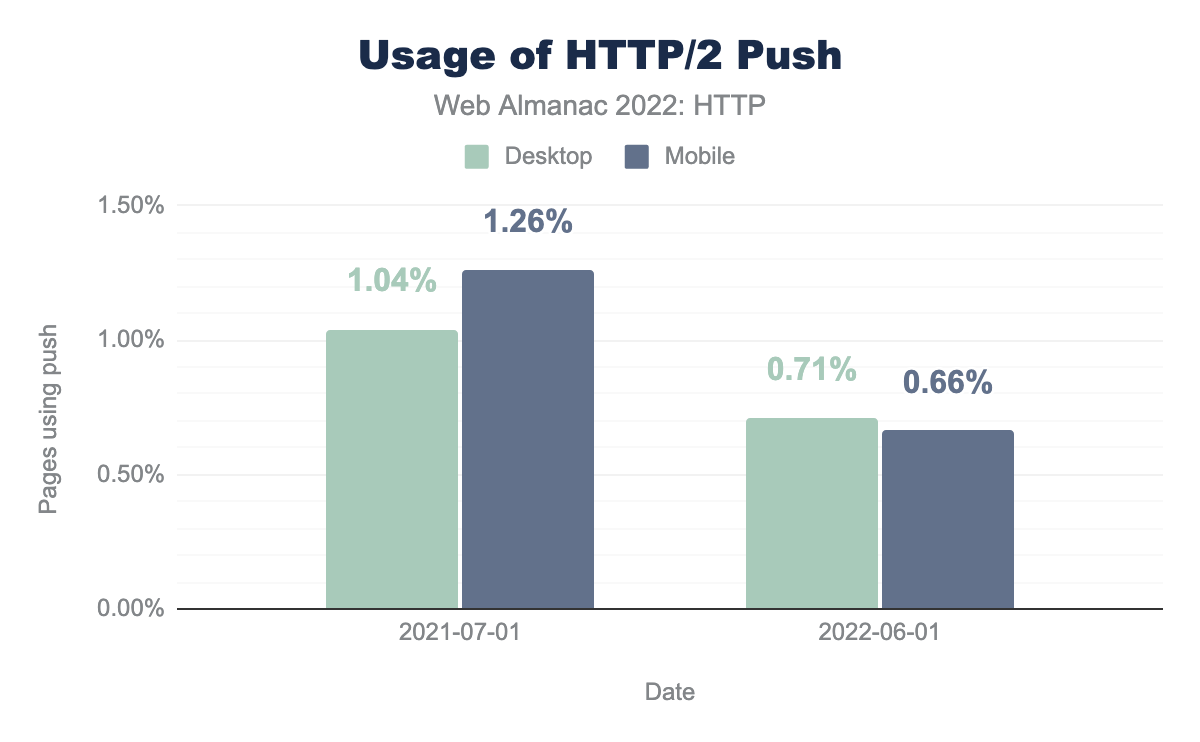 Usage of HTTP/2 Push
Web Almanac 2022: HTTP
Desktop Mobile
1.50%
1.00%
0.50%
0.00%
Pages using push
1.04%
1.26%
0.71%
0.66%
2021-07-01 2022-06-01
Date